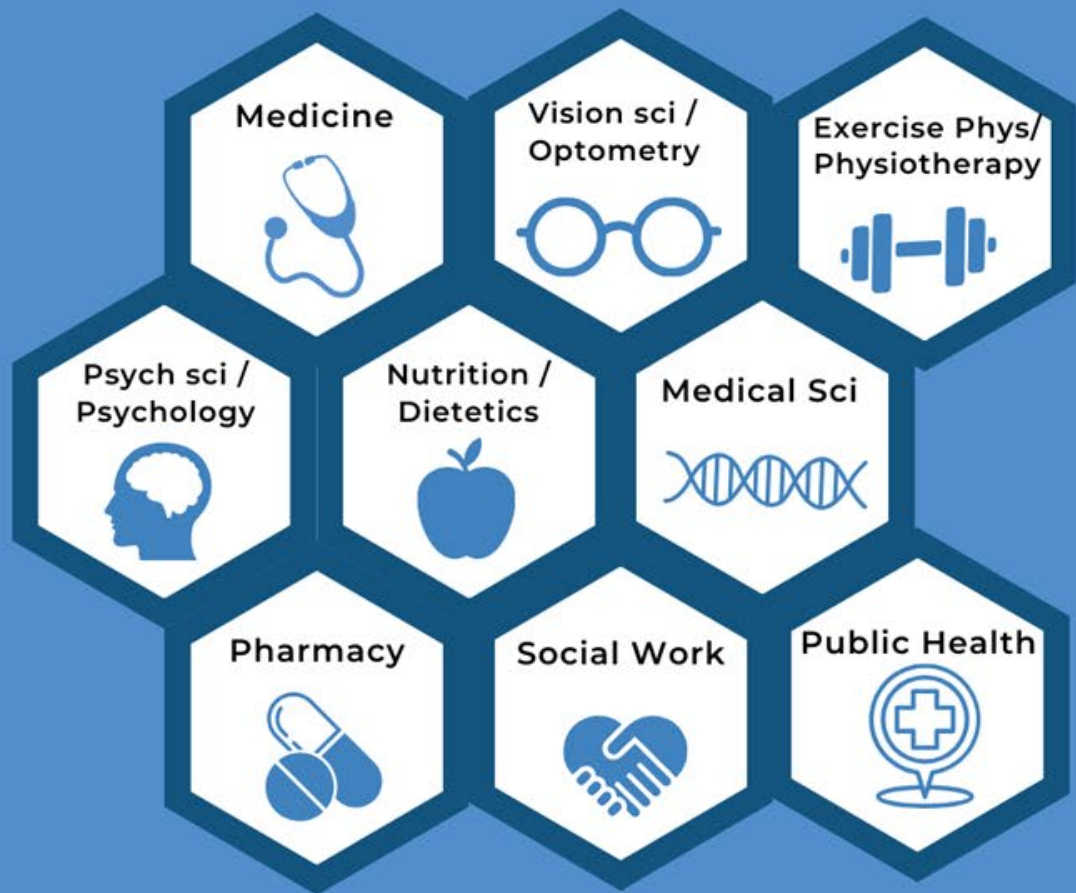 Medicine
Vision sci /
Optometry
Exercise Phys/
Physiotherapy
Psych sci /
Psychology
Nutrition /
Dietetics
Medical Sci
Pharmacy
Social Work
Public Health